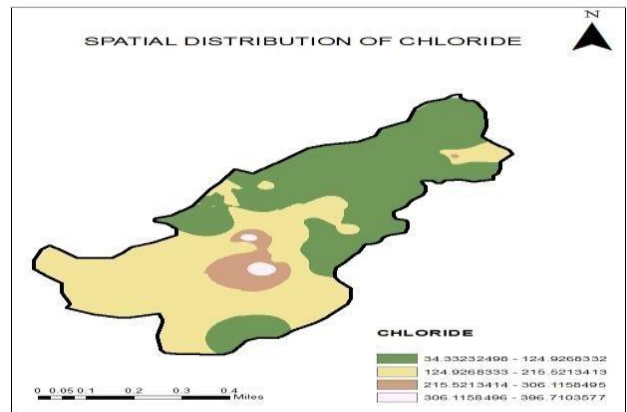 N
SPATIAL DISTRIBUTION OF CHLORIDE
CHLORIDE
34.33232498 - 124.9268332
124.9268333 - 215.5213413
215.5213414 - 306.1158495
306.1158496 - 396.7103577
0 0.05 0.1 0.2 0.3 0.4
Miles